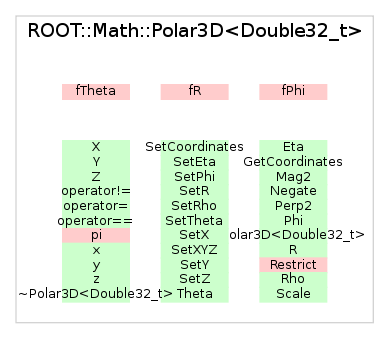 ROOT::Math::Polar3D<Double32_t>
fTheta fR fPhi
X SetCoordinates Eta
Y SetEta GetCoordinates
Z SetPhi Mag2
operator!= SetR Negate
operator= SetRho Perp2
operator== SetTheta Phi
pi SetX olar3D<Double32_t>
x SetXYZ R
y SetY Restrict
z SetZ Rho
~Polar3D<Double32_t> Theta Scale